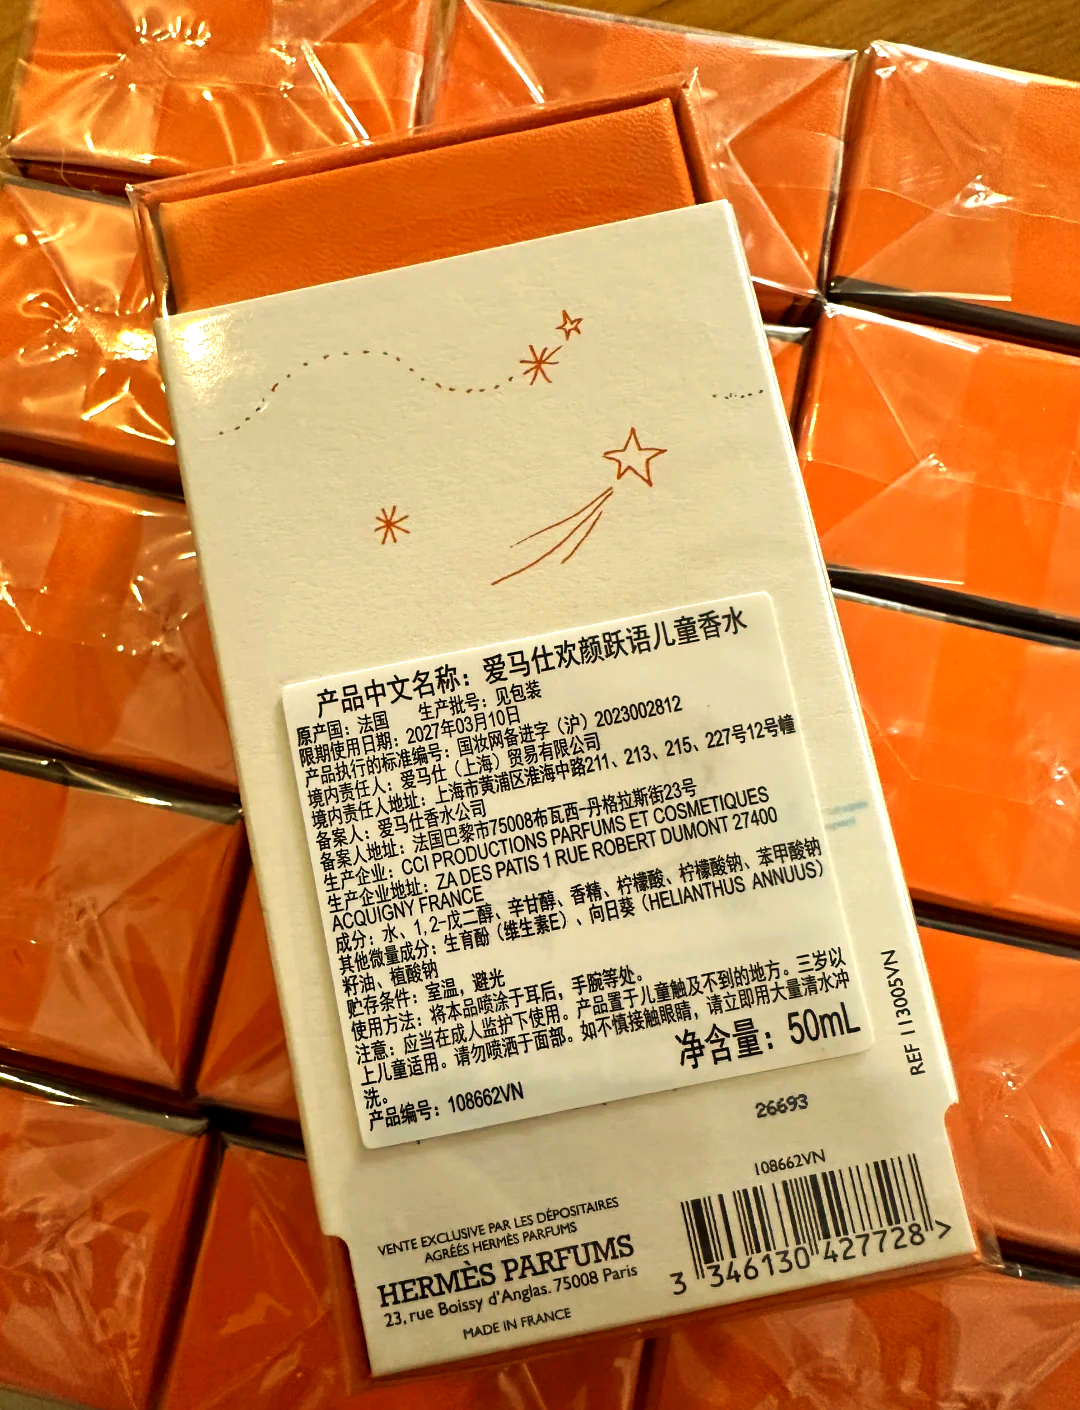 产品中文名称：爱马仕欢颜跃语儿童香水
原产国：法国 生产批号：见包装
限期使用日期：2027年03月10日
产品执行的标准编号：国妆网备进字（沪）2023002812
境内责任人：爱马仕（上海）贸易有限公司
境内责任人地址：上海市黄浦区淮海中路211、213、215、227号12号幢
备案人：爱马仕香水公司
备案人地址：法国巴黎市75008布瓦西-丹格拉斯街23号
生产企业：CCI PRODUCTIONS PARFUMS ET COSMETIQUES
生产企业地址：ZA DES PATIS 1 RUE ROBERT DUMONT 27400
ACQUIGNY FRANCE
成分：水、1,2-戊二醇、辛甘醇、香精、柠檬酸、柠檬酸钠、苯甲酸钠
其他微量成分：生育酚（维生素E）、向日葵（HELIANTHUS ANNUUS）
籽油、植酸钠
贮存条件：室温，避光
使用方法：将本品喷涂于耳后，手腕等处。
注意：应当在成人监护下使用。产品置于儿童触及不到的地方。三岁以
上儿童适用。请勿喷洒于面部。如不慎接触眼睛，请立即用大量清水冲
洗。
净含量：50mL
产品编号：108662VN
REF 113005VN
26693
108662VN
VENTE EXCLUSIVE PAR LES DÉPOSITAIRES
AGRÉÉS HERMÈS PARFUMS
HERMÈS PARFUMS
23, rue Boissy d'Anglas. 75008 Paris
MADE IN FRANCE
3 346130 427728 >